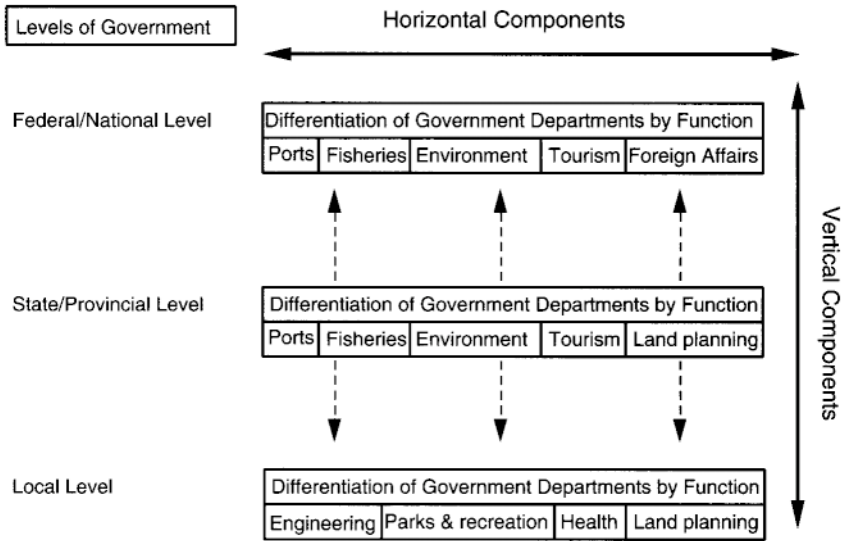 Levels of Government
Horizontal Components
Federal/National Level
Differentiation of Government Departments by Function
Ports Fisheries Environment Tourism Foreign Affairs
Vertical Components
State/Provincial Level
Differentiation of Government Departments by Function
Ports Fisheries Environment Tourism Land planning
Local Level
Differentiation of Government Departments by Function
Engineering Parks & recreation Health Land planning